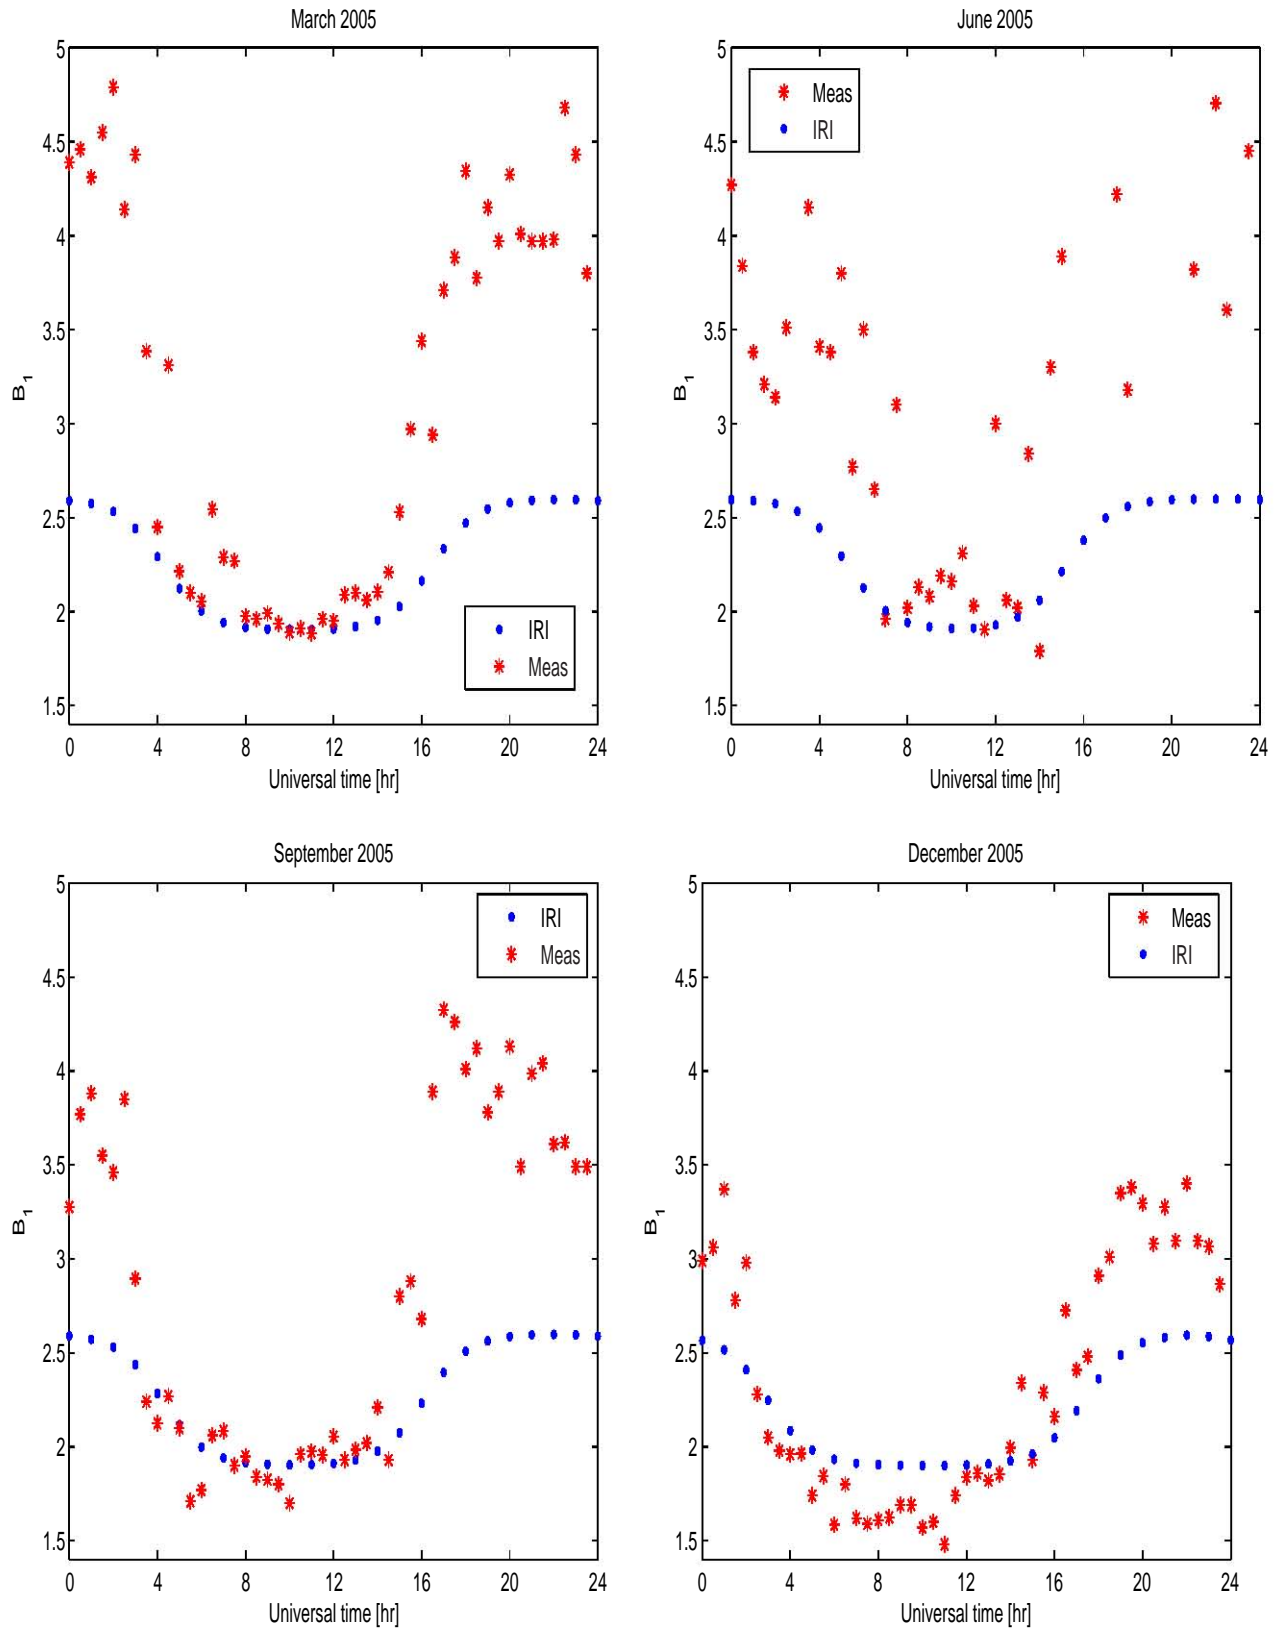 March 2005
5
4.5
4
3.5
3
2.5
2
1.5
B1
IRI
Meas
0 4 8 12 16 20 24
Universal time [hr]
June 2005
5
4.5
4
3.5
3
2.5
2
1.5
B1
Meas
IRI
0 4 8 12 16 20 24
Universal time [hr]
September 2005
5
4.5
4
3.5
3
2.5
2
1.5
B1
IRI
Meas
0 4 8 12 16 20 24
Universal time [hr]
December 2005
5
4.5
4
3.5
3
2.5
2
1.5
B1
Meas
IRI
0 4 8 12 16 20 24
Universal time [hr]